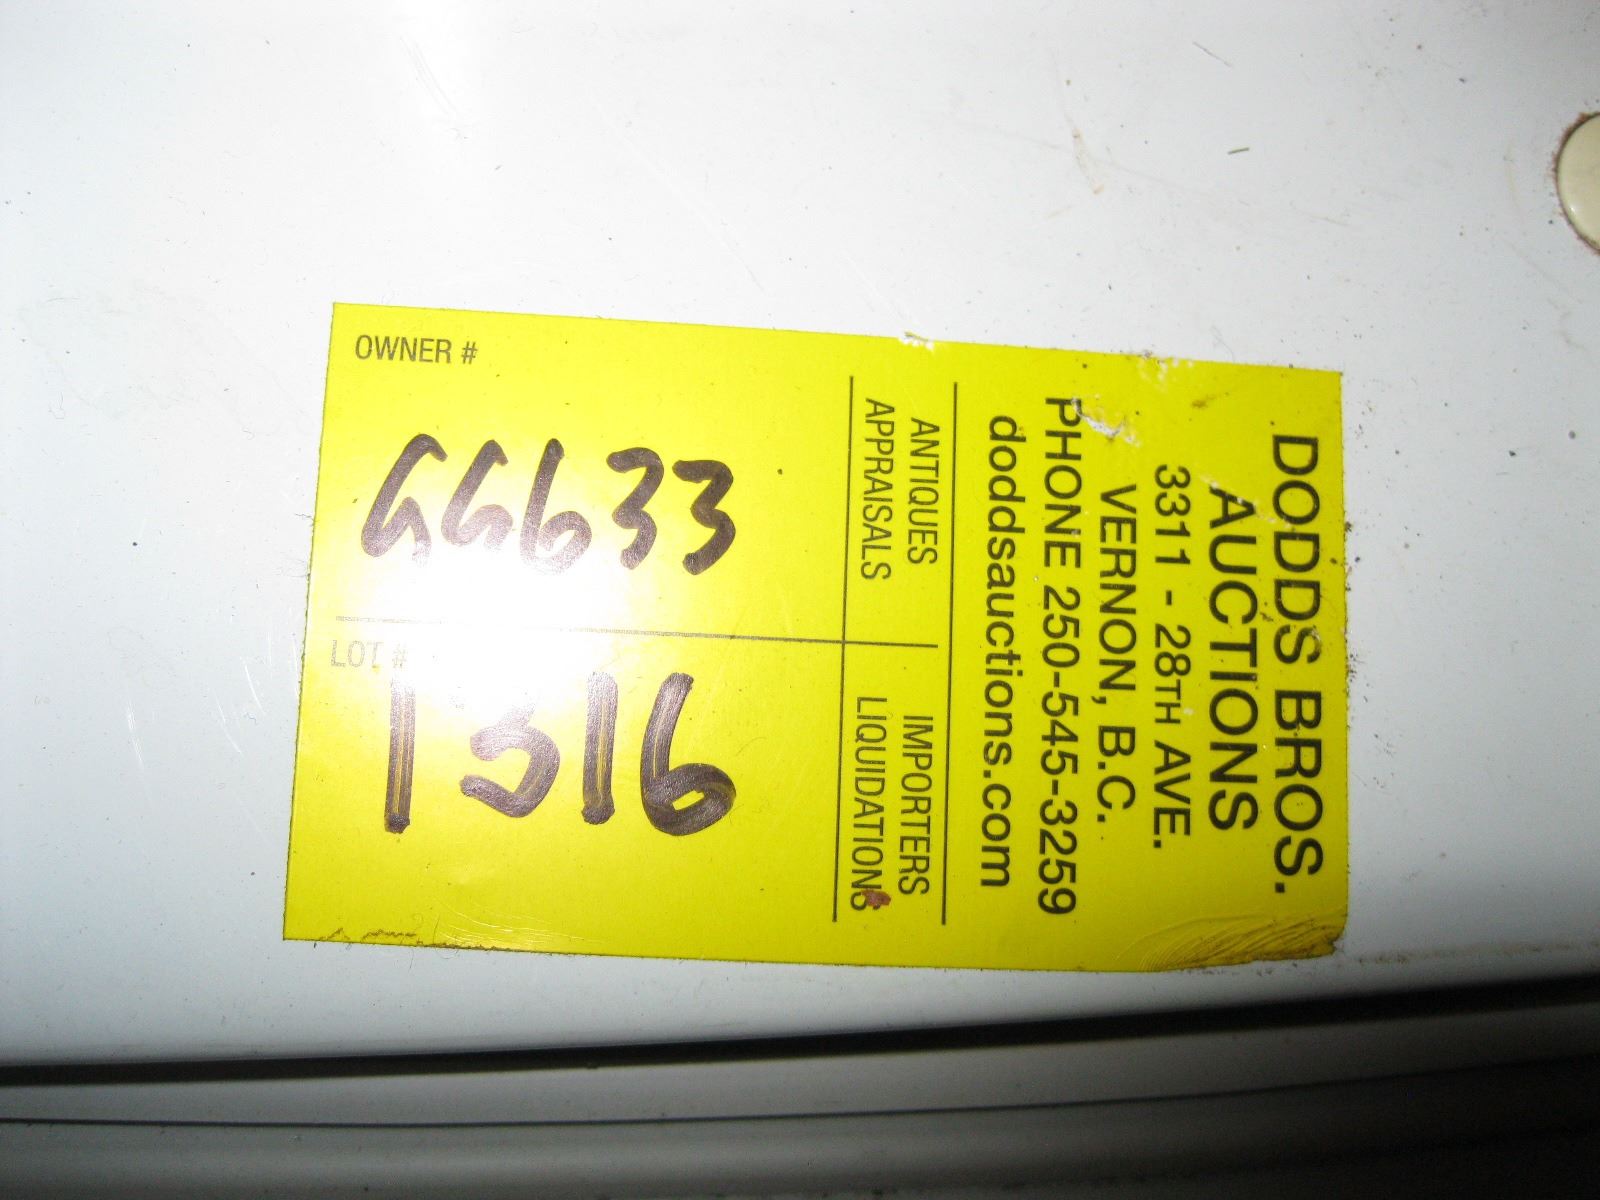 DODDS BROS.
AUCTIONS
3311 - 28TH AVE.
VERNON, B.C.
PHONE 250-545-3259
doddsauctions.com
ANTIQUES
APPRAISALS
IMPORTERS
LIQUIDATIONS
OWNER #
GG633
LOT #
1316